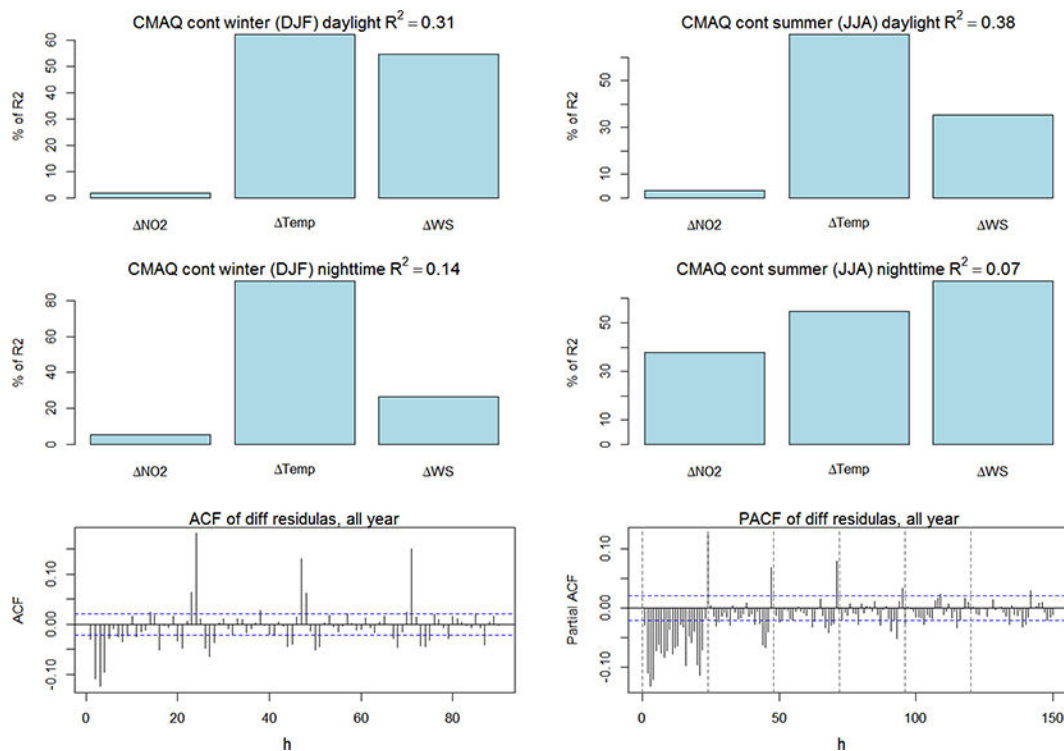 CMAQ cont winter (DJF) daylight R² = 0.31
% of R2
0 10 20 30 40 50 60
ΔNO2 ΔTemp ΔWS
CMAQ cont summer (JJA) daylight R² = 0.38
% of R2
0 10 30 50
ΔNO2 ΔTemp ΔWS
CMAQ cont winter (DJF) nighttime R² = 0.14
% of R2
0 20 40 60 80
ΔNO2 ΔTemp ΔWS
CMAQ cont summer (JJA) nighttime R² = 0.07
% of R2
0 10 30 50
ΔNO2 ΔTemp ΔWS
ACF of diff residulas, all year
ACF
-0.10 0.00 0.10
0 20 40 60 80
h
PACF of diff residulas, all year
Partial ACF
-0.10 0.00 0.10
0 50 100 150
h